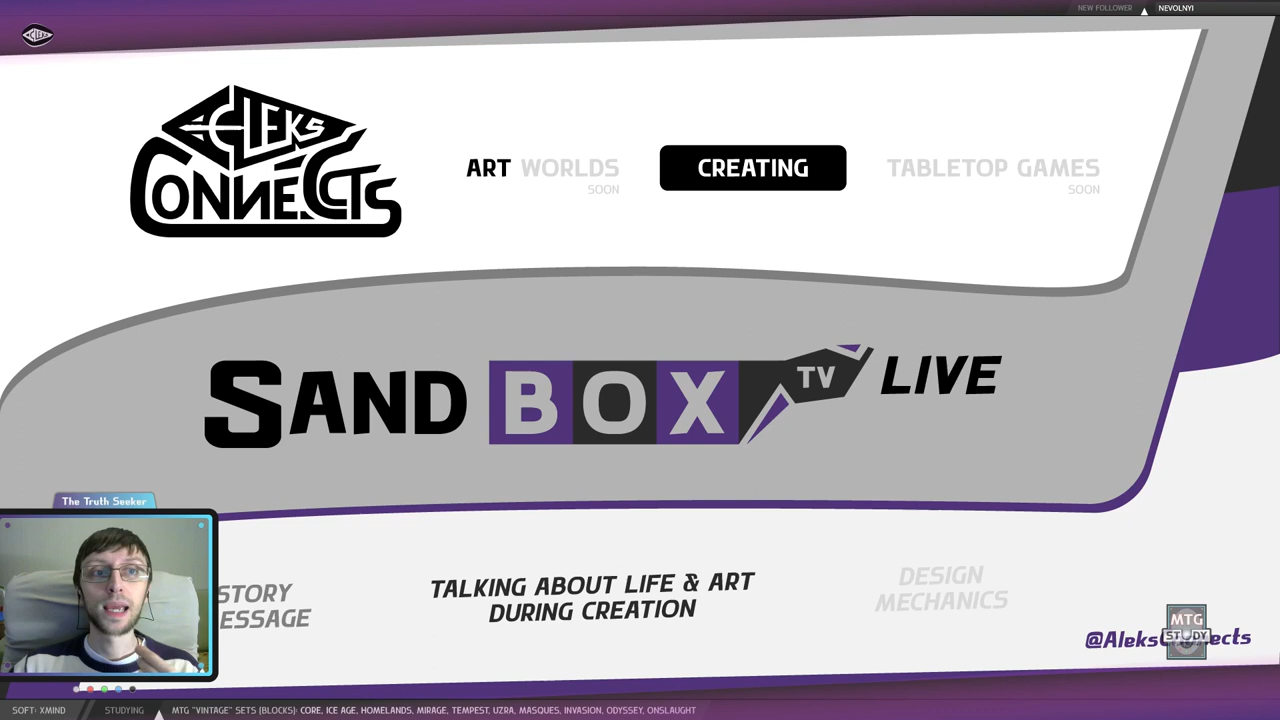 NEW FOLLOWER NEVOLNYI
ALEKS
ALEKS
CONNECTS
ART WORLDS
SOON
CREATING
TABLETOP GAMES
SOON
SAND BOX TV LIVE
The Truth Seeker
STORY
ESSAGE
TALKING ABOUT LIFE & ART
DURING CREATION
DESIGN
MECHANICS
MTG
STUDY
@AleksConnects
SOFT: XMIND STUDYING MTG "VINTAGE" SETS (BLOCKS): CORE, ICE AGE, HOMELANDS, MIRAGE, TEMPEST, UZRA, MASQUES, INVASION, ODYSSEY, ONSLAUGHT